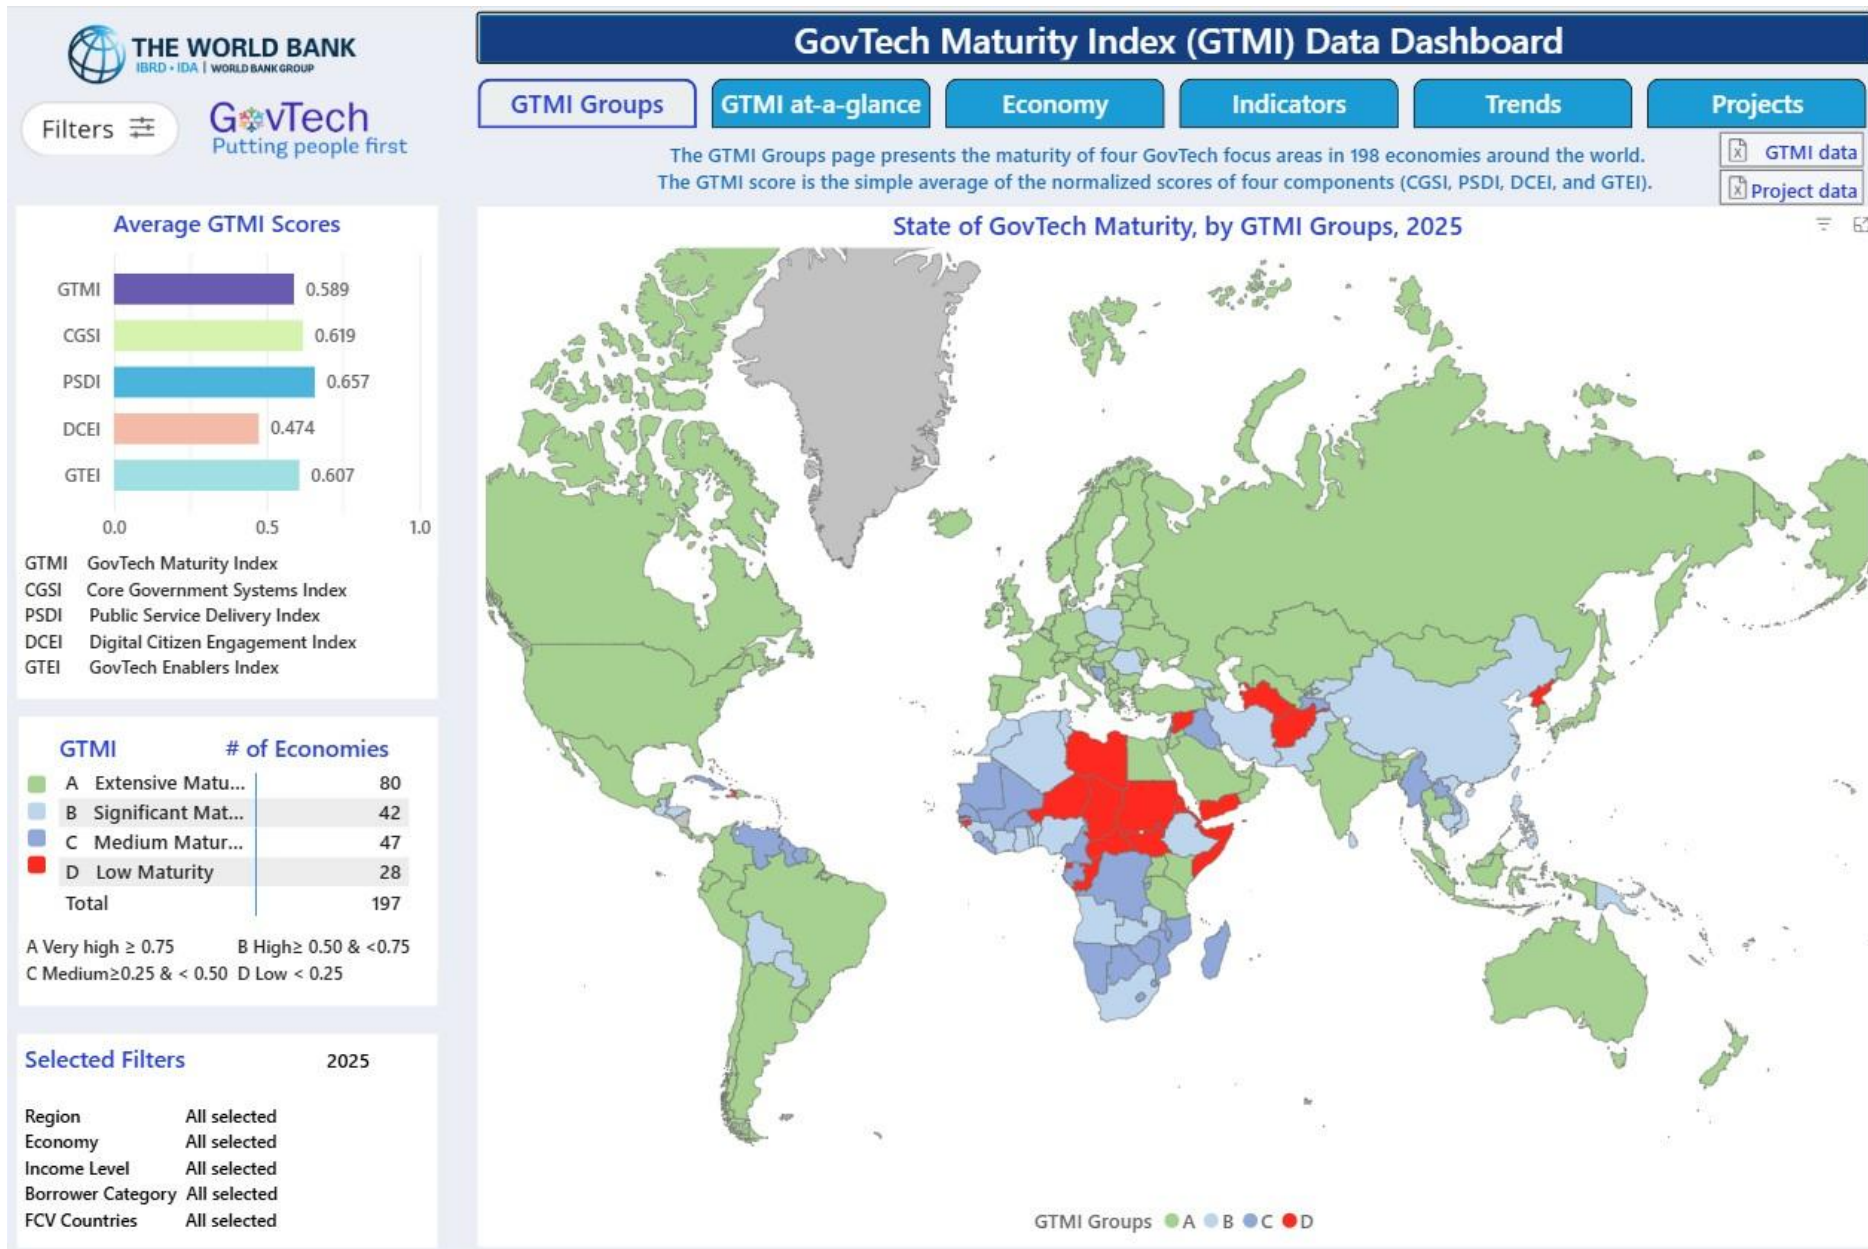 THE WORLD BANK
IBRD • IDA | WORLD BANK GROUP
Filters
GovTech
Putting people first
GovTech Maturity Index (GTMI) Data Dashboard
GTMI Groups
GTMI at-a-glance
Economy
Indicators
Trends
Projects
The GTMI Groups page presents the maturity of four GovTech focus areas in 198 economies around the world.
The GTMI score is the simple average of the normalized scores of four components (CGSI, PSDI, DCEI, and GTEI).
GTMI data
Project data
Average GTMI Scores
GTMI 0.589
CGSI 0.619
PSDI 0.657
DCEI 0.474
GTEI 0.607
0.0 0.5 1.0
GTMI GovTech Maturity Index
CGSI Core Government Systems Index
PSDI Public Service Delivery Index
DCEI Digital Citizen Engagement Index
GTEI GovTech Enablers Index
GTMI # of Economies
A Extensive Matu... 80
B Significant Mat... 42
C Medium Matur... 47
D Low Maturity 28
Total 197
A Very high ≥ 0.75 B High≥ 0.50 & <0.75
C Medium≥0.25 & < 0.50 D Low < 0.25
Selected Filters 2025
Region All selected
Economy All selected
Income Level All selected
Borrower Category All selected
FCV Countries All selected
State of GovTech Maturity, by GTMI Groups, 2025
GTMI Groups A B C D